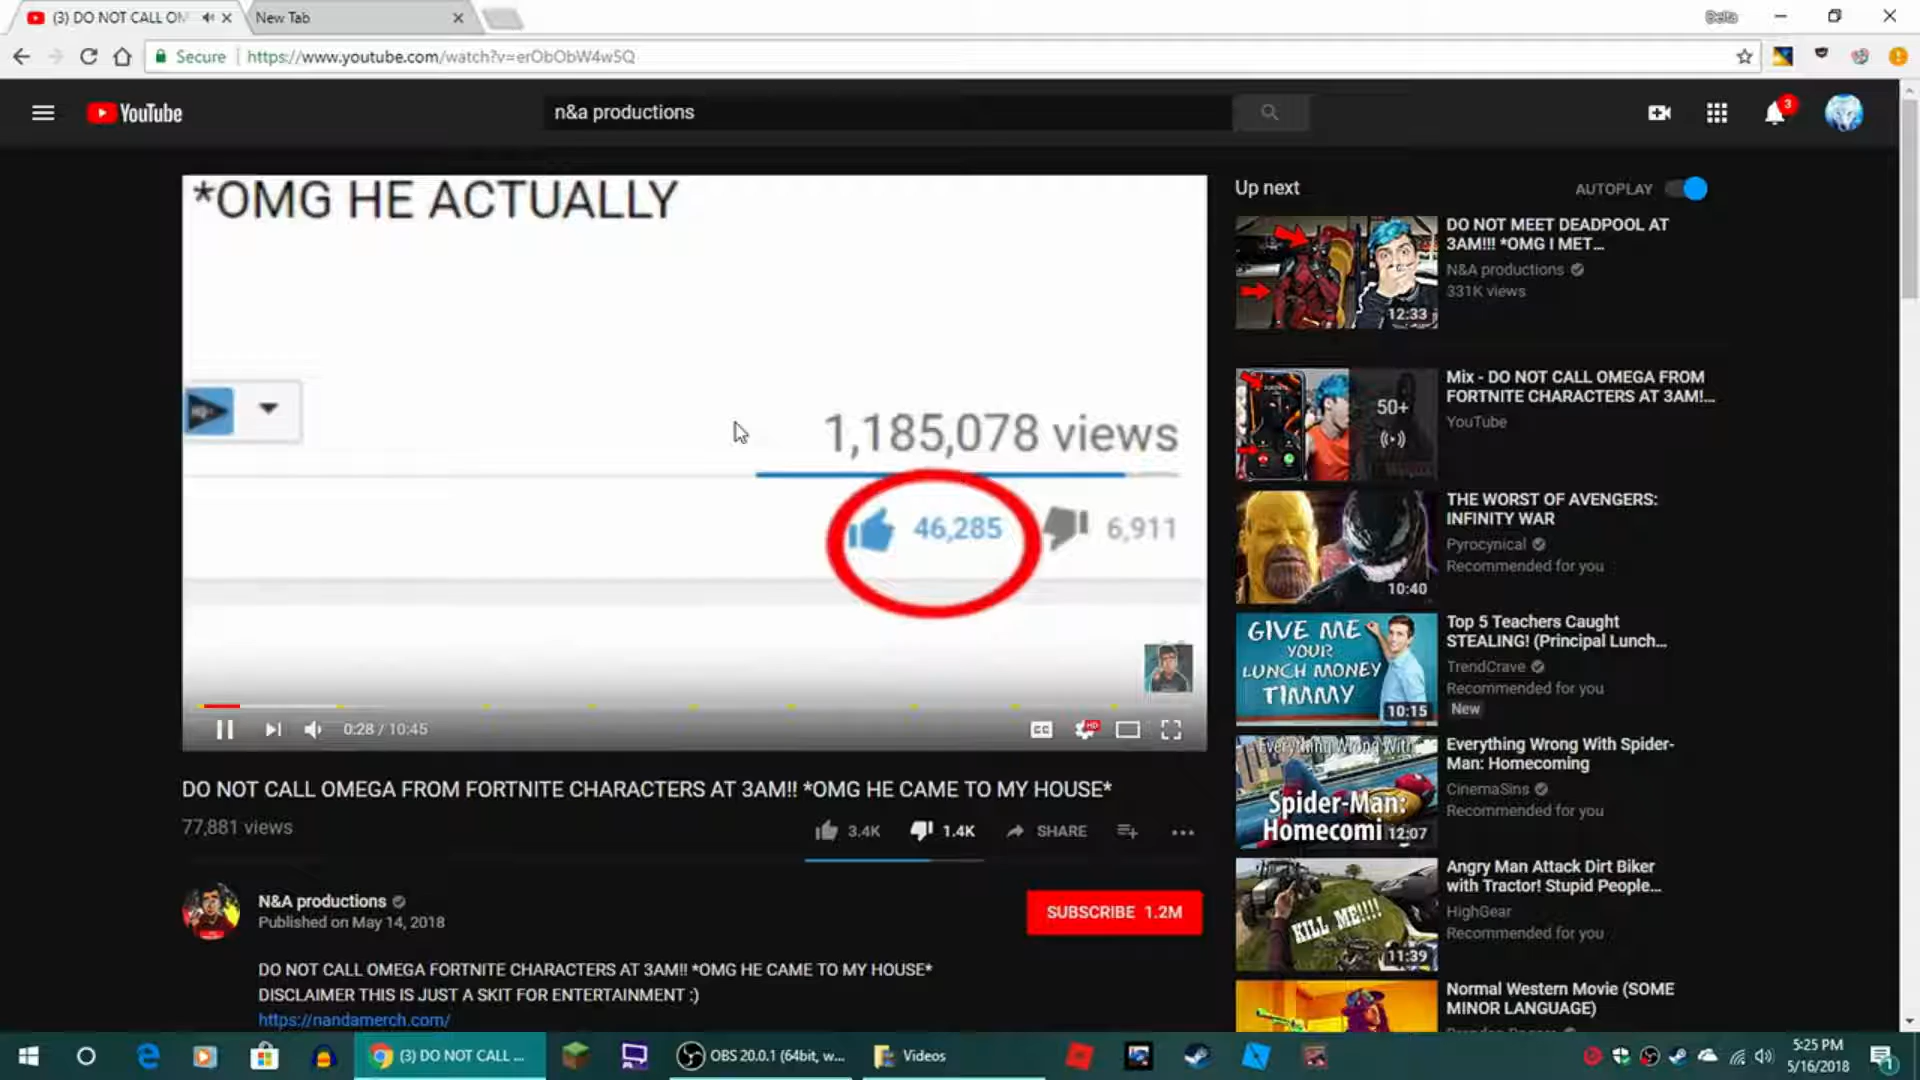 (3) DO NOT CALL OM
New Tab
Delta
Secure
https://www.youtube.com/watch?v=erObObW4w5Q
YouTube
n&a productions
3
*OMG HE ACTUALLY
1,185,078 views
46,285
6,911
0:28 / 10:45
CC
HD
DO NOT CALL OMEGA FROM FORTNITE CHARACTERS AT 3AM!! *OMG HE CAME TO MY HOUSE*
77,881 views
3.4K
1.4K
SHARE
N&A productions
Published on May 14, 2018
SUBSCRIBE 1.2M
DO NOT CALL OMEGA FORTNITE CHARACTERS AT 3AM!! *OMG HE CAME TO MY HOUSE*
DISCLAIMER THIS IS JUST A SKIT FOR ENTERTAINMENT :)
https://nandamerch.com/
Up next
AUTOPLAY
12:33
DO NOT MEET DEADPOOL AT
3AM!!! *OMG I MET...
N&A productions
331K views
50+
Mix - DO NOT CALL OMEGA FROM
FORTNITE CHARACTERS AT 3AM!...
YouTube
10:40
THE WORST OF AVENGERS:
INFINITY WAR
Pyrocynical
Recommended for you
GIVE ME
YOUR
LUNCH MONEY
TIMMY
10:15
Top 5 Teachers Caught
STEALING! (Principal Lunch...
TrendCrave
Recommended for you
New
Everything Wrong With
Spider-Man:
Homecomi
12:07
Everything Wrong With Spider-
Man: Homecoming
CinemaSins
Recommended for you
KILL ME!!!!
11:39
Angry Man Attack Dirt Biker
with Tractor! Stupid People...
HighGear
Recommended for you
Normal Western Movie (SOME
MINOR LANGUAGE)
(3) DO NOT CALL ...
OBS 20.0.1 (64bit, w...
Videos
5:25 PM
5/16/2018
1